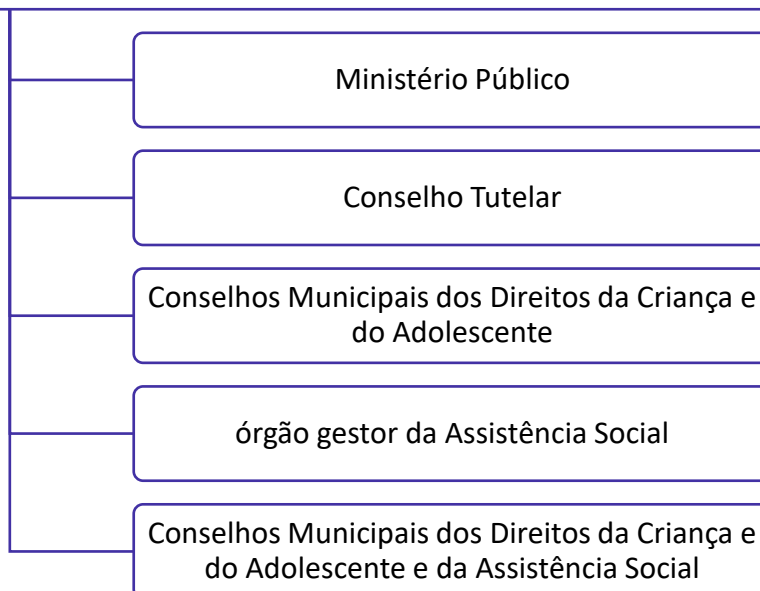 Ministério Público
Conselho Tutelar
Conselhos Municipais dos Direitos da Criança e
do Adolescente
órgão gestor da Assistência Social
Conselhos Municipais dos Direitos da Criança e
do Adolescente e da Assistência Social